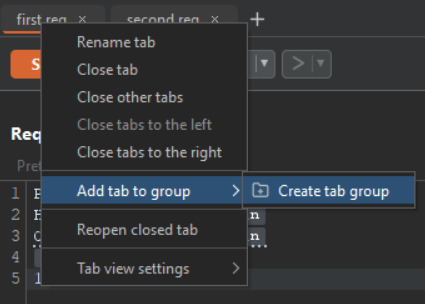 first req × second req × +
Rename tab
Close tab
Close other tabs
Close tabs to the left
Close tabs to the right
Add tab to group >
Create tab group
Reopen closed tab
Tab view settings >
S
Req
Pret
1
2 n
3 n
4
5 1